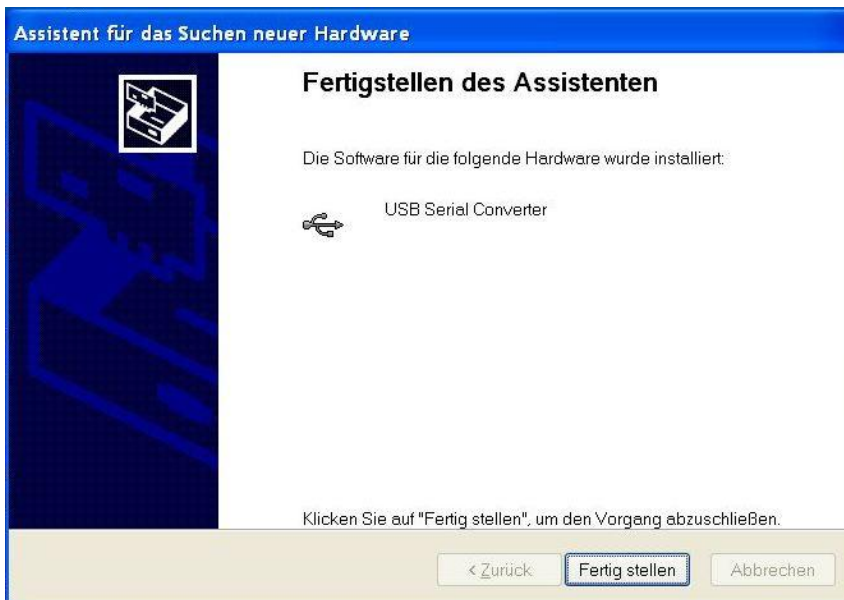 Assistent für das Suchen neuer Hardware
Fertigstellen des Assistenten
Die Software für die folgende Hardware wurde installiert:
USB Serial Converter
Klicken Sie auf "Fertig stellen", um den Vorgang abzuschließen.
< Zurück
Fertig stellen
Abbrechen